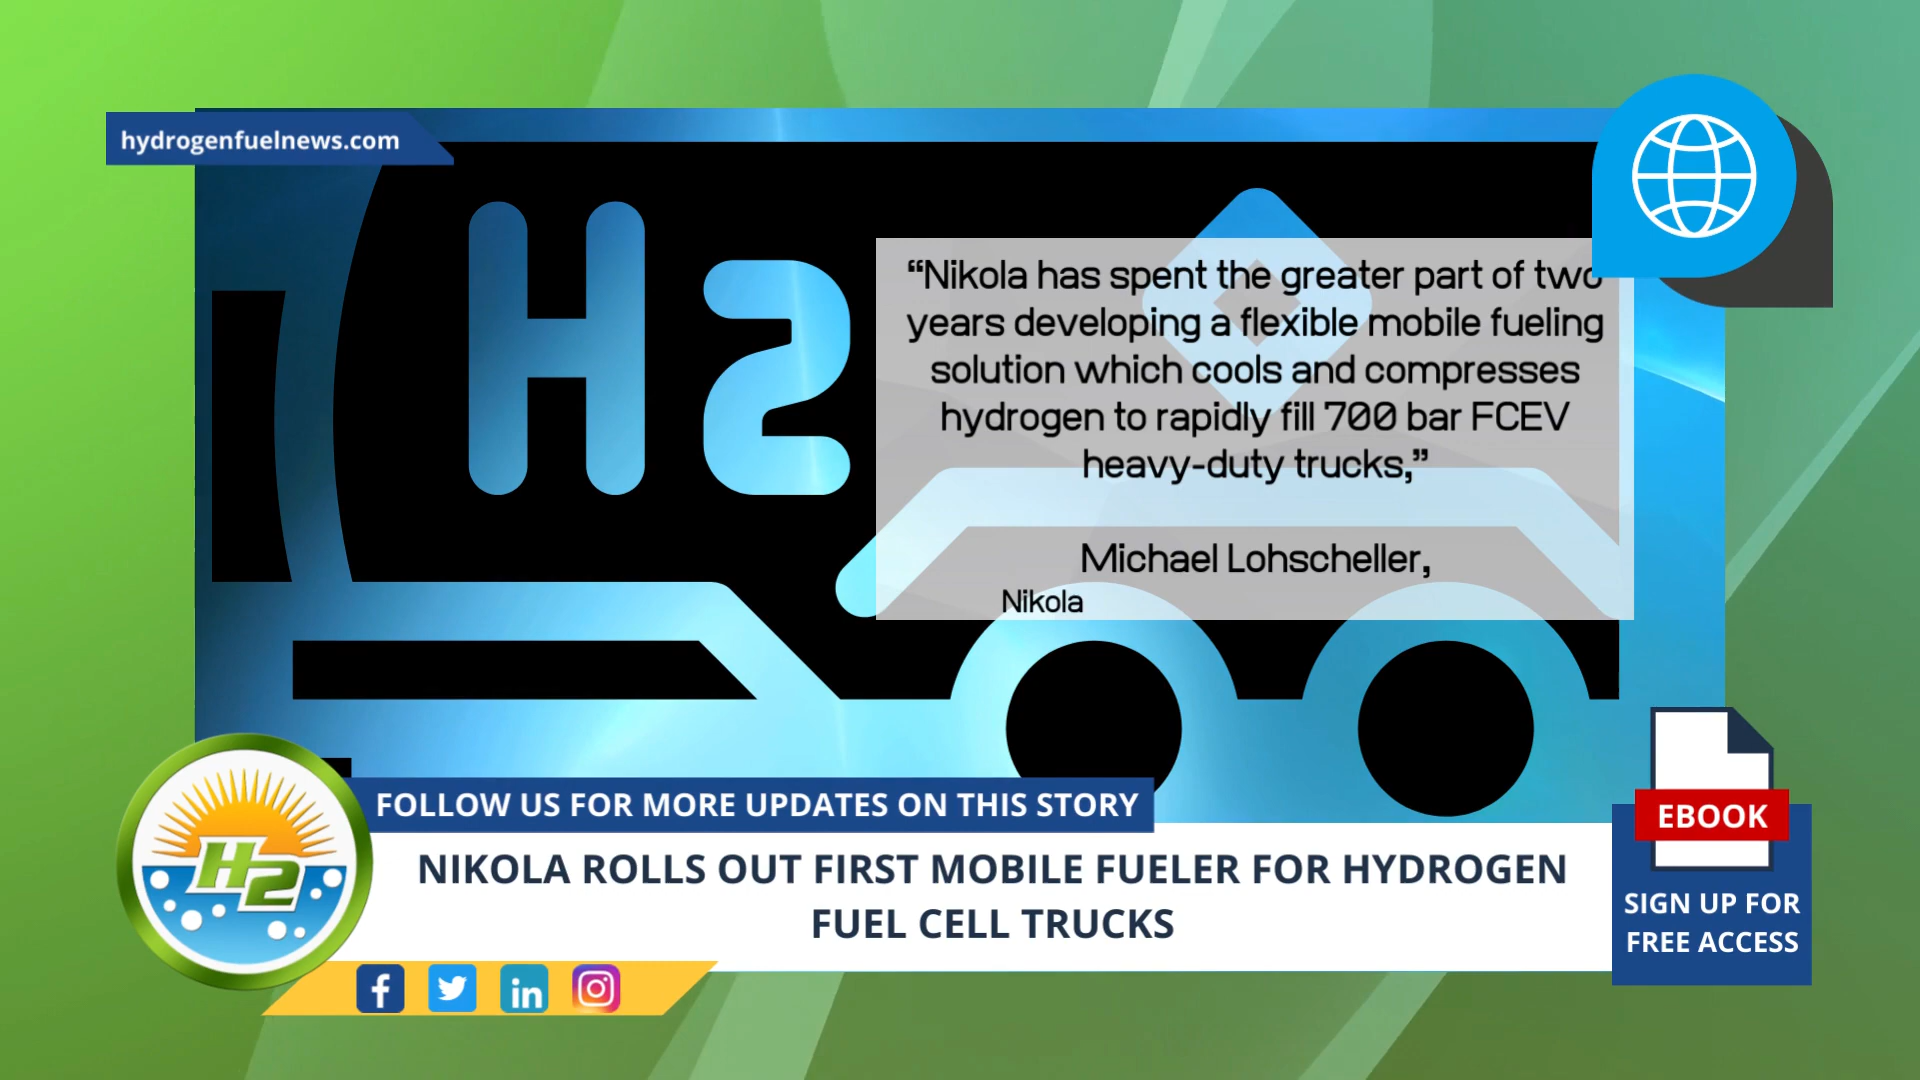 hydrogenfuelnews.com
H2
“Nikola has spent the greater part of two
years developing a flexible mobile fueling
solution which cools and compresses
hydrogen to rapidly fill 700 bar FCEV
heavy-duty trucks,”
Michael Lohscheller,
Nikola
FOLLOW US FOR MORE UPDATES ON THIS STORY
H2
NIKOLA ROLLS OUT FIRST MOBILE FUELER FOR HYDROGEN
FUEL CELL TRUCKS
EBOOK
SIGN UP FOR
FREE ACCESS